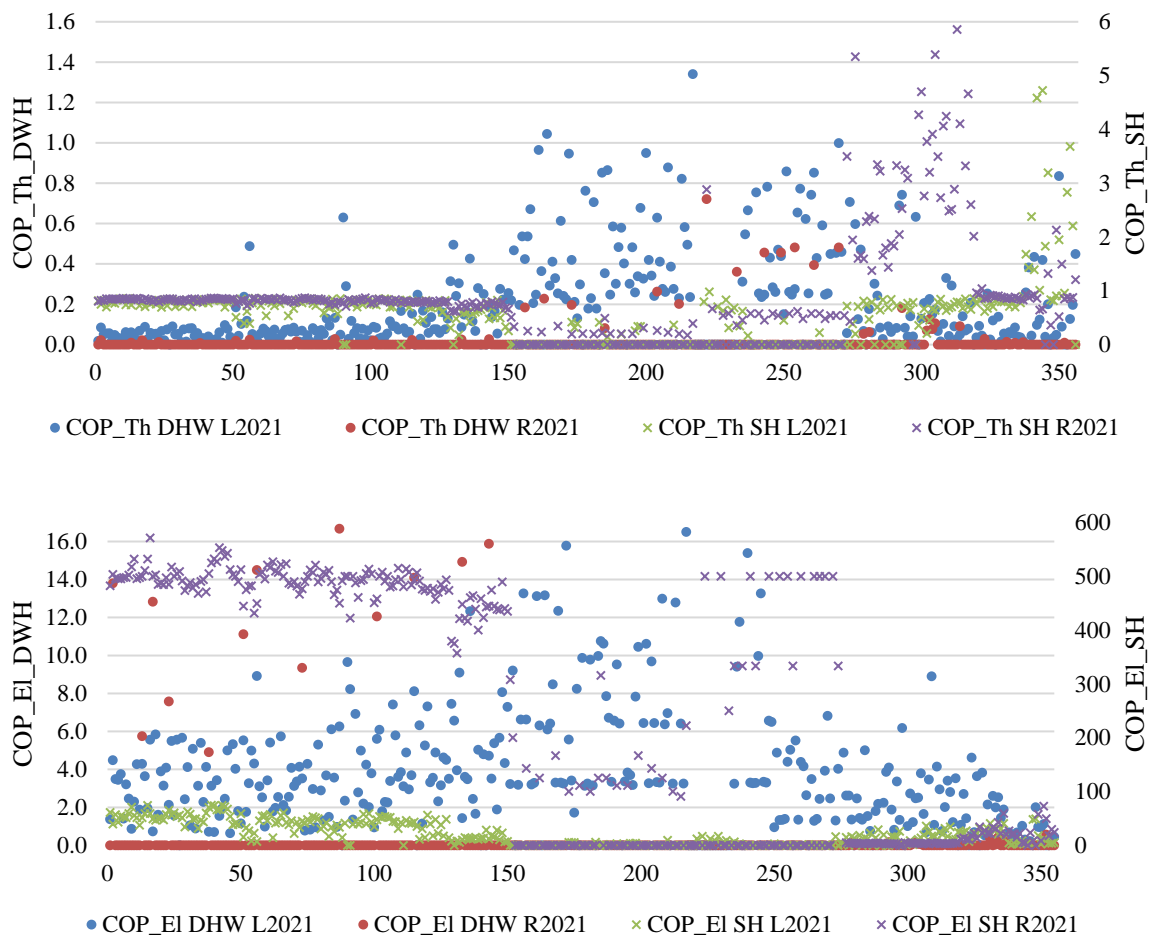 1.6 6
1.4 5
1.2
1.0 4
0.8 3
0.6 2
0.4
0.2 1
0.0 0
COP_Th_DWH
COP_Th_SH
0 50 100 150 200 250 300 350
COP_Th DHW L2021 COP_Th DHW R2021 COP_Th SH L2021 COP_Th SH R2021
600
16.0
14.0 500
12.0 400
10.0
8.0 300
6.0 200
4.0
2.0 100
0.0 0
COP_El_DWH
COP_El_SH
0 50 100 150 200 250 300 350
COP_El DHW L2021 COP_El DHW R2021 COP_El SH L2021 COP_El SH R2021